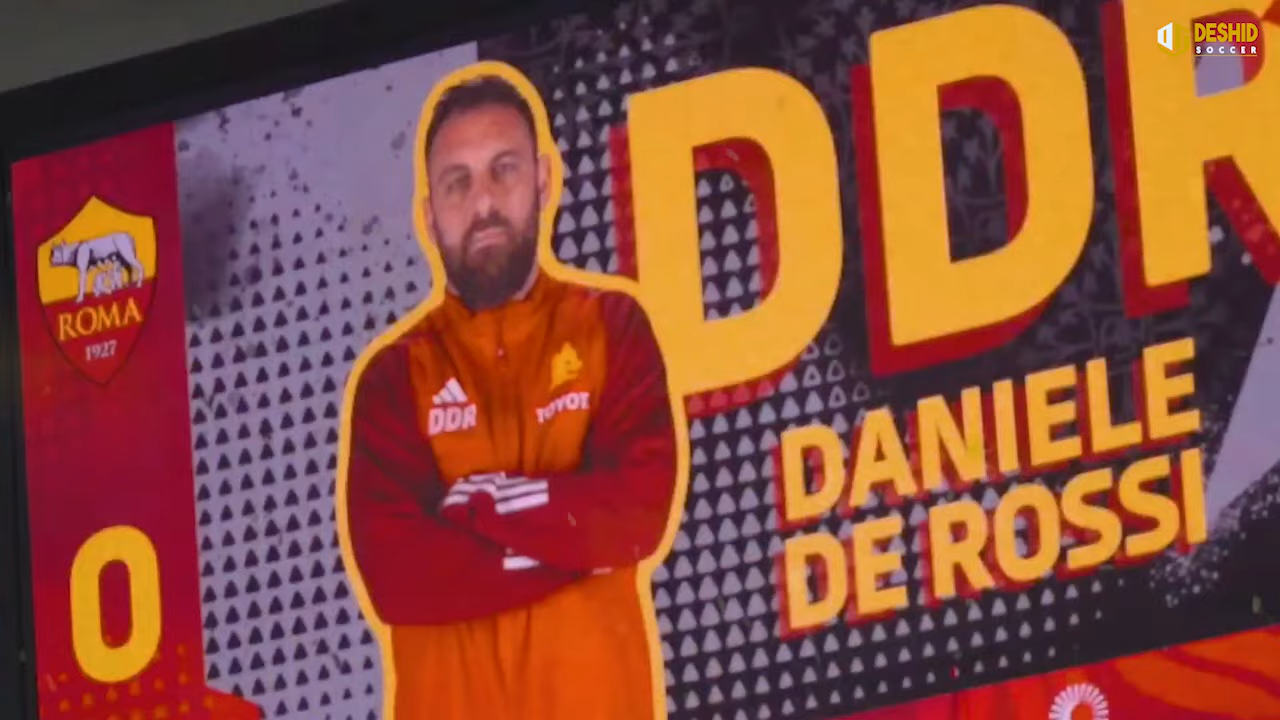 DESHID
SOCCER
DDR
ROMA
1927
DDR
TOYOT
DANIELE
DE ROSSI
0